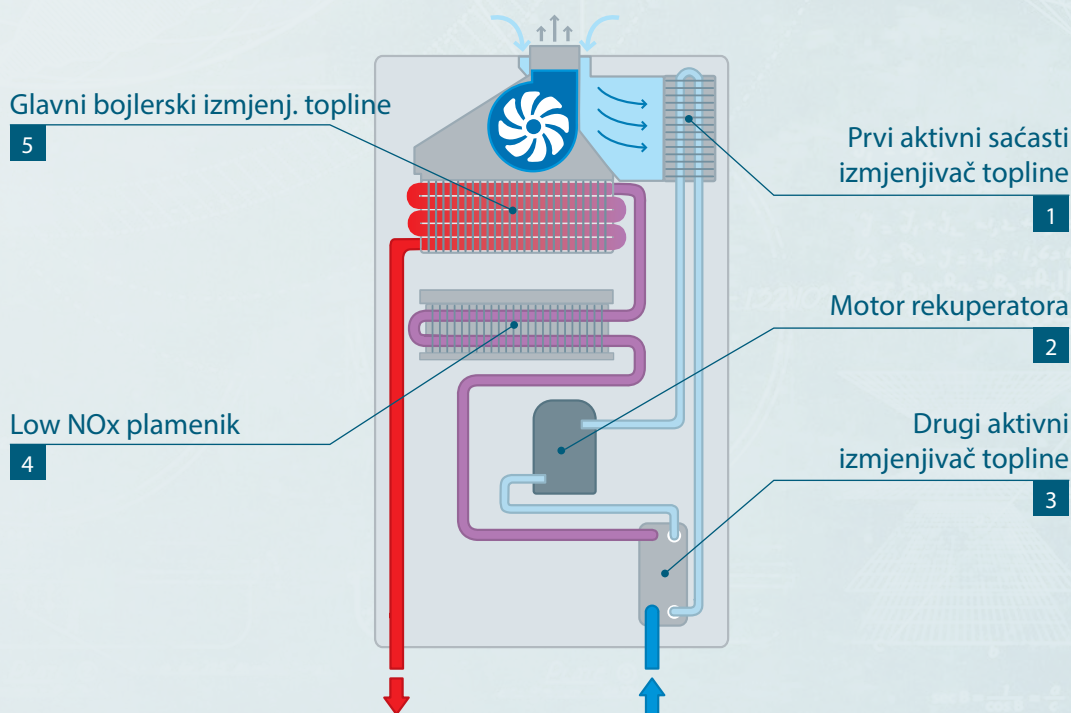 Glavni bojlerski izmjenj. topline
5
Prvi aktivni saćasti
izmjenjivač topline
1
Motor rekuperatora
2
Low NOx plamenik
4
Drugi aktivni
izmjenjivač topline
3